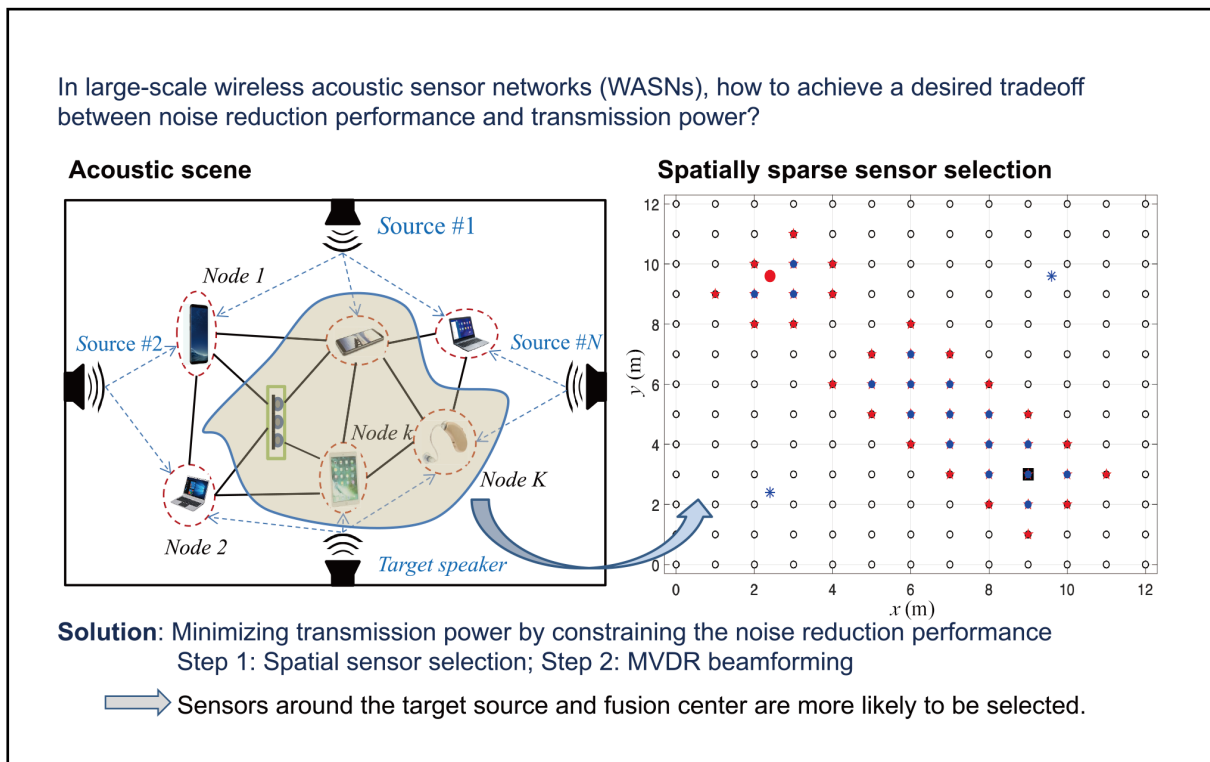 In large-scale wireless acoustic sensor networks (WASNs), how to achieve a desired tradeoff
between noise reduction performance and transmission power?
Acoustic scene
Spatially sparse sensor selection
Source #1
Node 1
Source #2
Source #N
Node k
Node K
Node 2
Target speaker
12
10
8
6
4
2
0
y (m)
0 2 4 6 8 10 12
x (m)
Solution: Minimizing transmission power by constraining the noise reduction performance
Step 1: Spatial sensor selection; Step 2: MVDR beamforming
Sensors around the target source and fusion center are more likely to be selected.